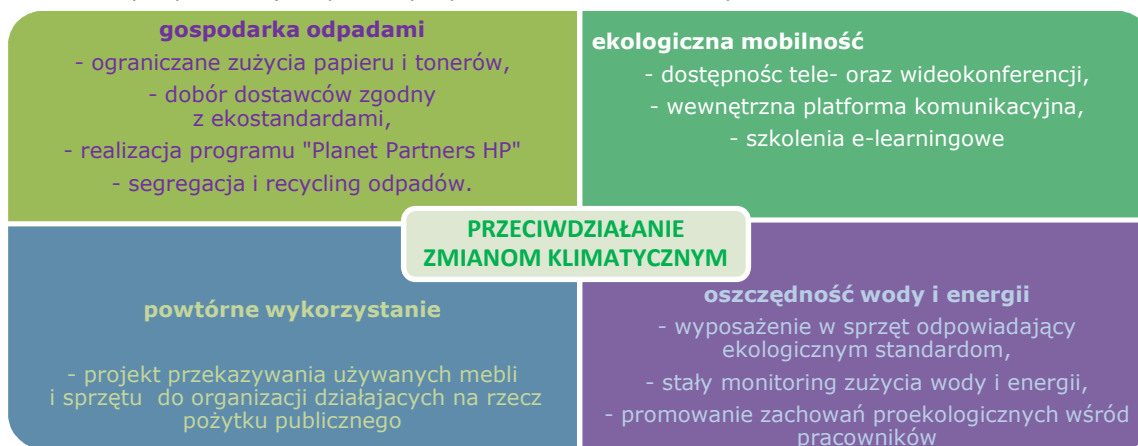 gospodarka odpadami
- ograniczane zużycia papieru i tonerów,
- dobór dostawców zgodny
z ekostandardami,
- realizacja programu "Planet Partners HP"
- segregacja i recycling odpadów.
ekologiczna mobilność
- dostępnośc tele- oraz wideokonferencji,
- wewnętrzna platforma komunikacyjna,
- szkolenia e-learningowe
PRZECIWDZIAŁANIE
ZMIANOM KLIMATYCZNYM
powtórne wykorzystanie
- projekt przekazywania używanych mebli
i sprzętu do organizacji działajacych na rzecz
pożytku publicznego
oszczędność wody i energii
- wyposażenie w sprzęt odpowiadający
ekologicznym standardom,
- stały monitoring zużycia wody i energii,
- promowanie zachowań proekologicznych wśród
pracowników